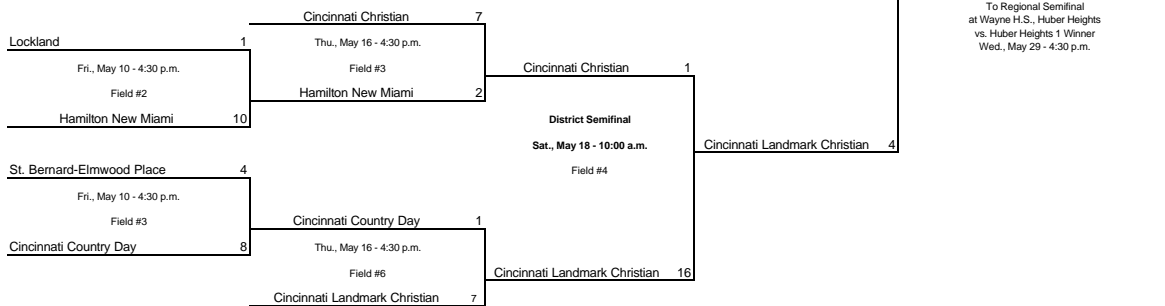 To Regional Semifinal
at Wayne H.S., Huber Heights
vs. Huber Heights 1 Winner
Wed., May 29 - 4:30 p.m.
Cincinnati Christian 7
Lockland 1
Thu., May 16 - 4:30 p.m.
Fri., May 10 - 4:30 p.m.
Field #3
Cincinnati Christian 1
Field #2
Hamilton New Miami 2
Hamilton New Miami 10
District Semifinal
Sat., May 18 - 10:00 a.m.
Cincinnati Landmark Christian 4
St. Bernard-Elmwood Place 4
Field #4
Fri., May 10 - 4:30 p.m.
Field #3
Cincinnati Country Day 1
Cincinnati Country Day 8
Thu., May 16 - 4:30 p.m.
Field #6
Cincinnati Landmark Christian 16
Cincinnati Landmark Christian 7